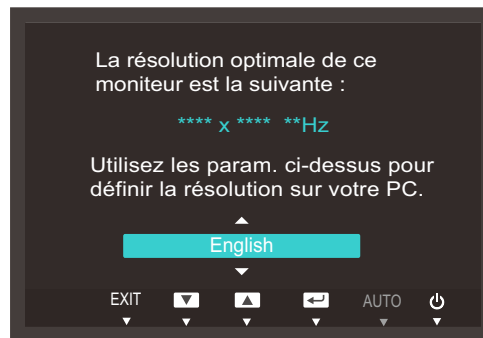 La résolution optimale de ce
moniteur est la suivante :
**** x **** **Hz
Utilisez les param. ci-dessus pour
définir la résolution sur votre PC.
English
EXIT AUTO